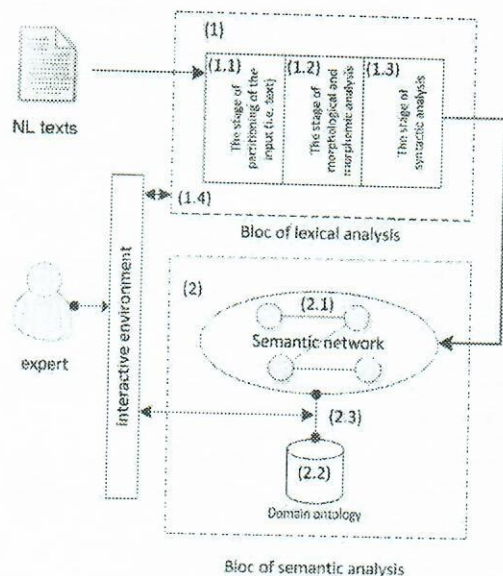 (1)
(1.1) (1.2) (1.3)
The stage of
partitioning of the
input (i.e. text)
The stage of
morphological and
morphemic analysis
The stage of
syntactic analysis
NL texts
(1.4)
Bloc of lexical analysis
expert
interactive environment
(2)
(2.1)
Semantic network
(2.3)
(2.2)
Domain ontology
Bloc of semantic analysis